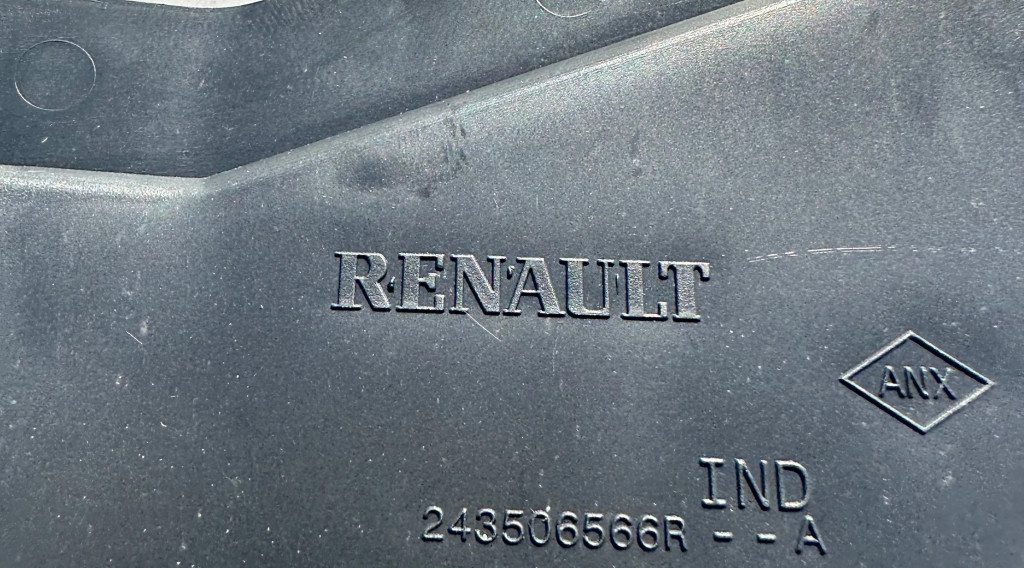 RENAULT
ANX
IND
243506566R - - A